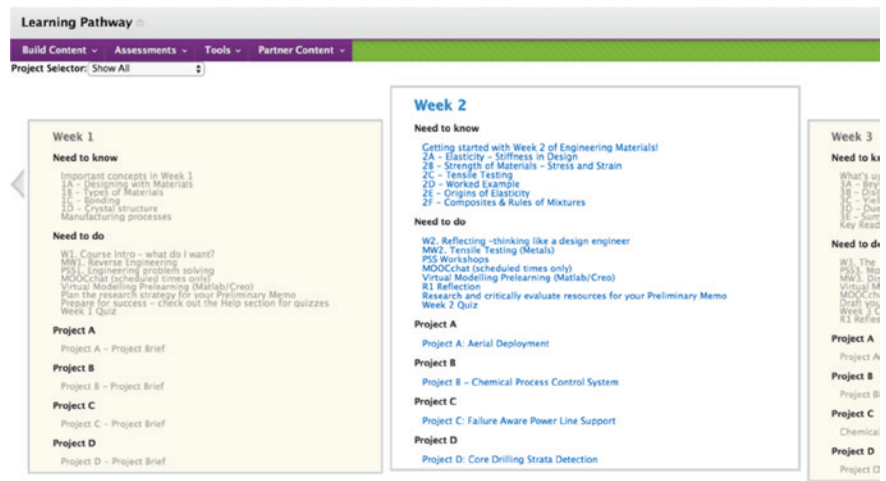 Learning Pathway
Build Content Assessments Tools Partner Content
Project Selector: Show All
Week 1
Need to know
Important concepts in Week 1
1A - Designing with Materials
1B - Types of Materials
1C - Bonding
1D - Crystal structure
Manufacturing processes
Need to do
W1. Course Intro - what do I want?
MW1. Reverse Engineering
PSS1. Engineering problem solving
MOOCchat (scheduled times only)
Virtual Modelling Prelearning (Matlab/Creo)
Plan the research strategy for your Preliminary Memo
Prepare for success - check out the Help section for quizzes
Week 1 Quiz
Project A
Project A - Project Brief
Project B
Project B - Project Brief
Project C
Project C - Project Brief
Project D
Project D - Project Brief
Week 2
Need to know
Getting started with Week 2 of Engineering Materials!
2A - Elasticity - Stiffness in Design
2B - Strength of Materials - Stress and Strain
2C - Tensile Testing
2D - Worked Example
2E - Origins of Elasticity
2F - Composites & Rules of Mixtures
Need to do
W2. Reflecting -thinking like a design engineer
MW2. Tensile Testing (Metals)
PSS Workshops
MOOCchat (scheduled times only)
Virtual Modelling Prelearning (Matlab/Creo)
R1 Reflection
Research and critically evaluate resources for your Preliminary Memo
Week 2 Quiz
Project A
Project A: Aerial Deployment
Project B
Project B - Chemical Process Control System
Project C
Project C: Failure Aware Power Line Support
Project D
Project D: Core Drilling Strata Detection
Week 3
Need to k
What's u
3A - Be
3B - Disl
3C - Yiel
3D - Du
3E - Sum
Key Read
Need to d
W3. The
PSS3. Mo
MW3. Dis
Virtual M
MOOCch
Draft you
Week 3 
R1 Refle
Project A
Project A
Project B
Project B
Project C
Chemical
Project D
Project D